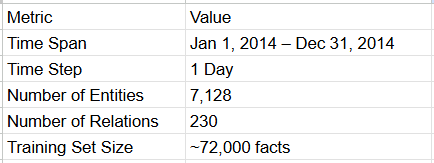 Metric Value
Time Span Jan 1, 2014 – Dec 31, 2014
Time Step 1 Day
Number of Entities 7,128
Number of Relations 230
Training Set Size ~72,000 facts